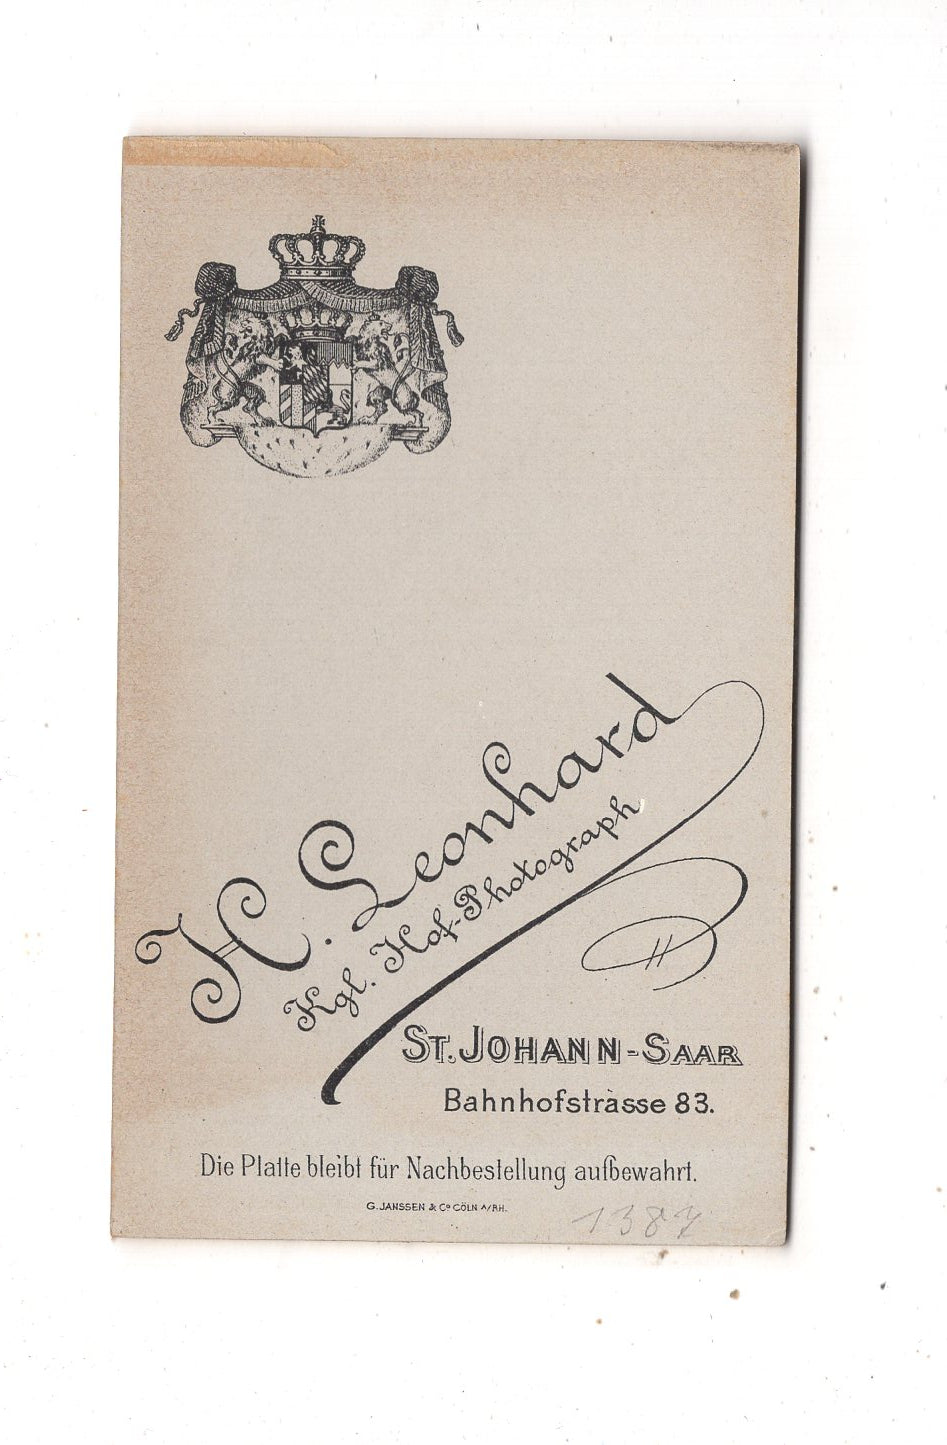 H. Leonhard
Kgl. Hof-Photograph
ST. JOHANN-SAAR
Bahnhofstrasse 83.
Die Platte bleibt für Nachbestellung aufbewahrt.
G. JANSSEN & Cº CÖLN A/RH.
1387